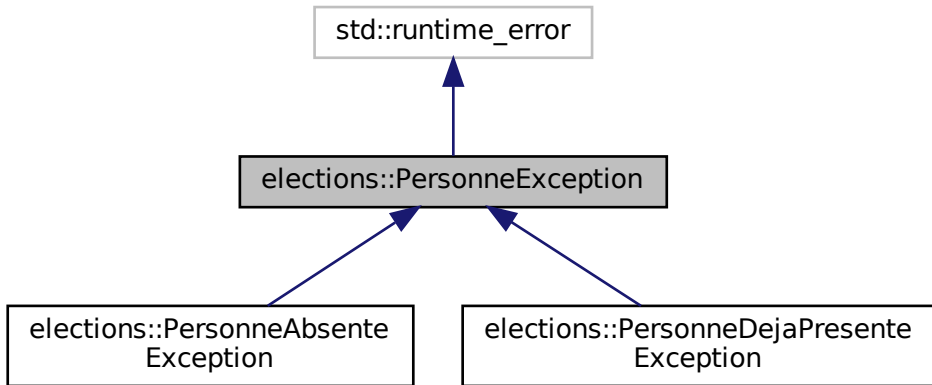 std::runtime_error
elections::PersonneException
elections::PersonneAbsente
Exception
elections::PersonneDejaPresente
Exception